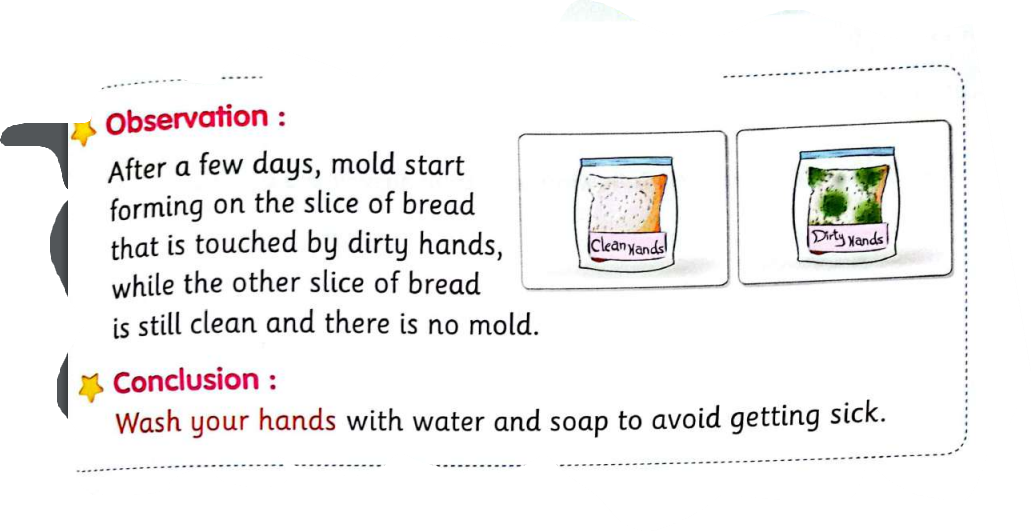 Observation :
After a few days, mold start
forming on the slice of bread
that is touched by dirty hands,
while the other slice of bread
is still clean and there is no mold.
Clean Hands
Dirty Hands
Conclusion :
Wash your hands with water and soap to avoid getting sick.